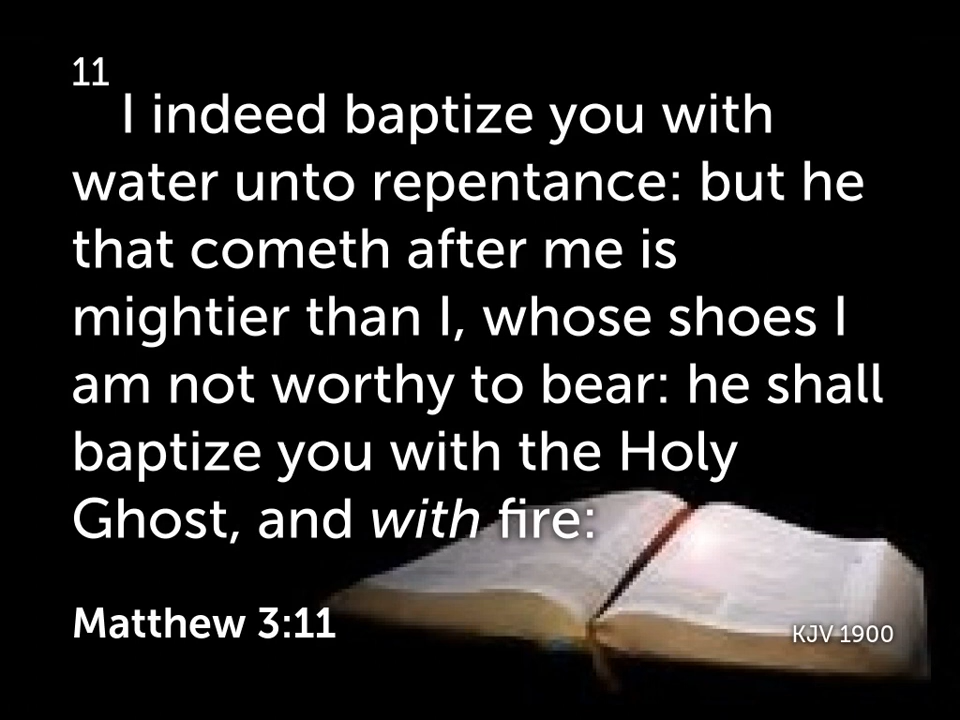 11
I indeed baptize you with
water unto repentance: but he
that cometh after me is
mightier than I, whose shoes I
am not worthy to bear: he shall
baptize you with the Holy
Ghost, and with fire:
Matthew 3:11
KJV 1900